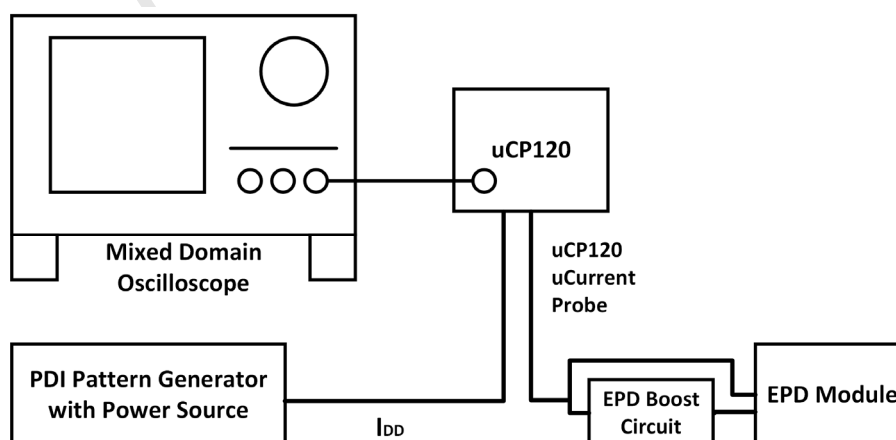 uCP120
Mixed Domain
Oscilloscope
uCP120
uCurrent
Probe
PDI Pattern Generator
with Power Source
IDD
EPD Boost
Circuit
EPD Module